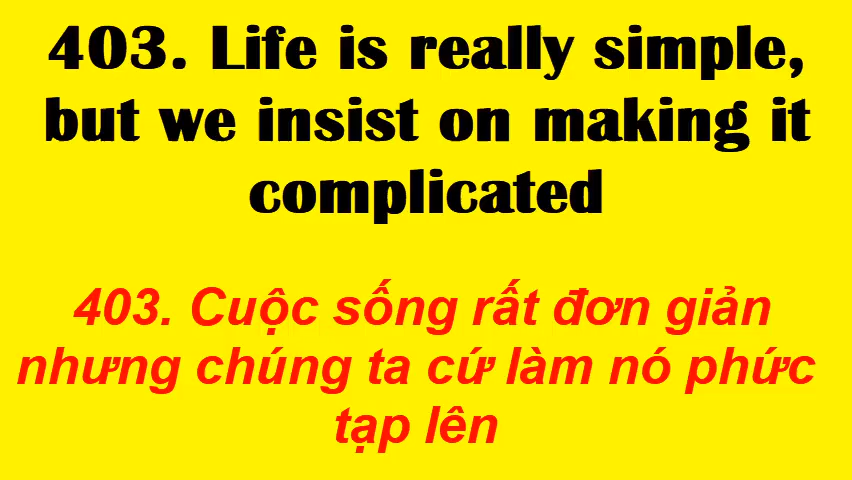 403. Life is really simple,
but we insist on making it
complicated
403. Cuộc sống rất đơn giản
nhưng chúng ta cứ làm nó phức
tạp lên